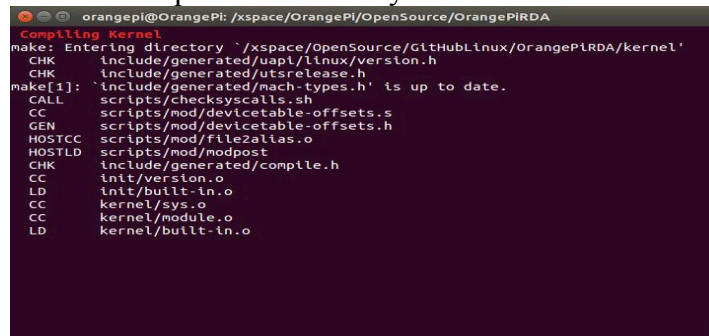 orangepi@OrangePi: /xspace/OrangePi/OpenSource/OrangePiRDA
Compiling Kernel
make: Entering directory `/xspace/OpenSource/GitHubLinux/OrangePiRDA/kernel'
  CHK     include/generated/uapi/linux/version.h
  CHK     include/generated/utsrelease.h
make[1]: `include/generated/mach-types.h' is up to date.
  CALL    scripts/checksyscalls.sh
  CC      scripts/mod/devicetable-offsets.s
  GEN     scripts/mod/devicetable-offsets.h
  HOSTCC  scripts/mod/file2alias.o
  HOSTLD  scripts/mod/modpost
  CHK     include/generated/compile.h
  CC      init/version.o
  LD      init/built-in.o
  CC      kernel/sys.o
  CC      kernel/module.o
  LD      kernel/built-in.o